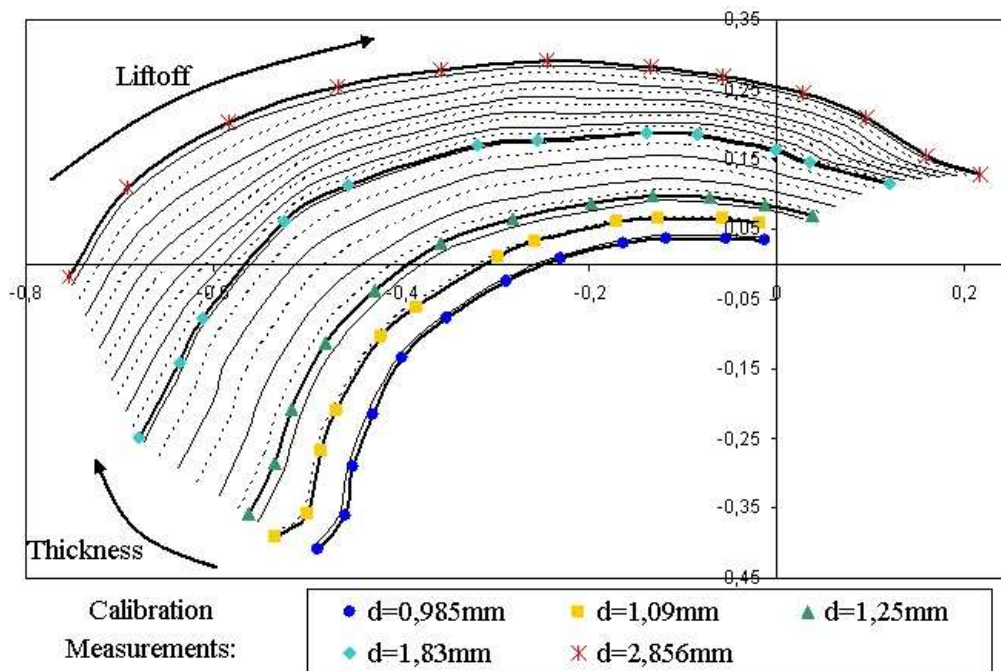 0,35
Liftoff
0,25
0,15
0,05
-0,8
-0,6
-0,4
-0,2
0
0,2
-0,05
-0,15
-0,25
-0,35
0,45
Thickness
Calibration
Measurements:
d=0,985mm
d=1,09mm
d=1,25mm
d=1,83mm
d=2,856mm